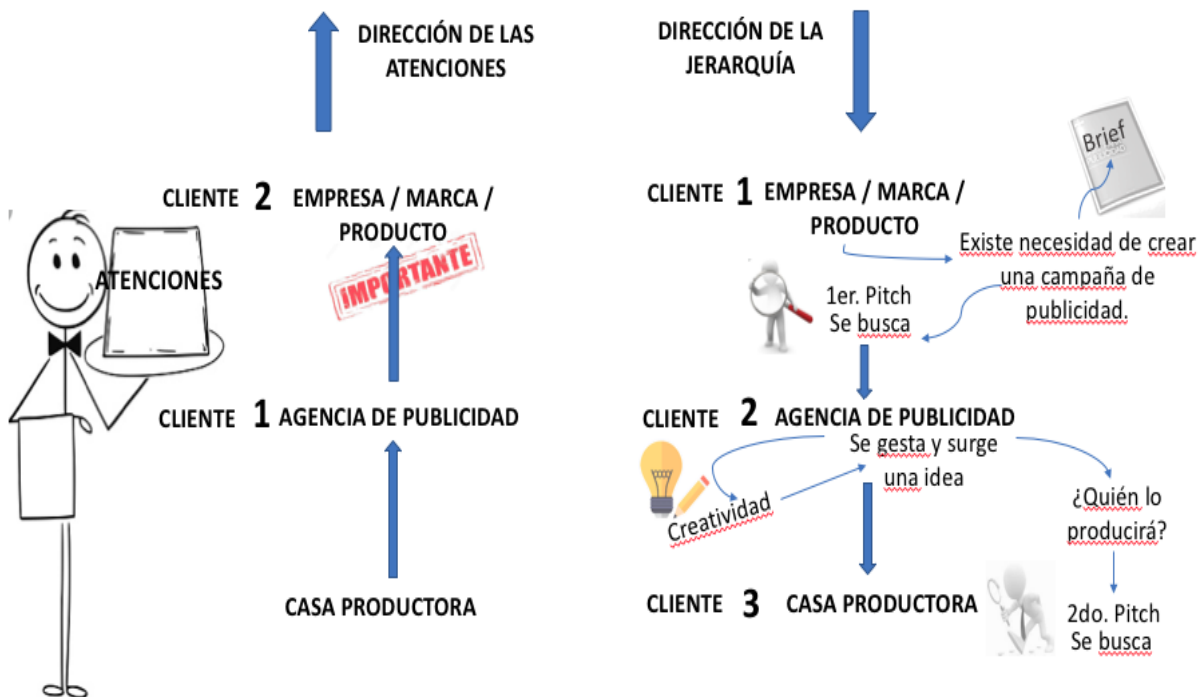 DIRECCIÓN DE LAS
ATENCIONES
CLIENTE 2 EMPRESA / MARCA /
PRODUCTO
ATENCIONES
¡IMPORTANTE
CLIENTE 1 AGENCIA DE PUBLICIDAD
CASA PRODUCTORA
DIRECCIÓN DE LA
JERARQUÍA
Brief
CLIENTE 1 EMPRESA / MARCA /
PRODUCTO
Existe necesidad de crear
una campaña de
publicidad.
1er. Pitch
Se busca
CLIENTE 2 AGENCIA DE PUBLICIDAD
Se gesta y surge
una idea
Creatividad
¿Quién lo
producirá?
CLIENTE 3 CASA PRODUCTORA
2do. Pitch
Se busca